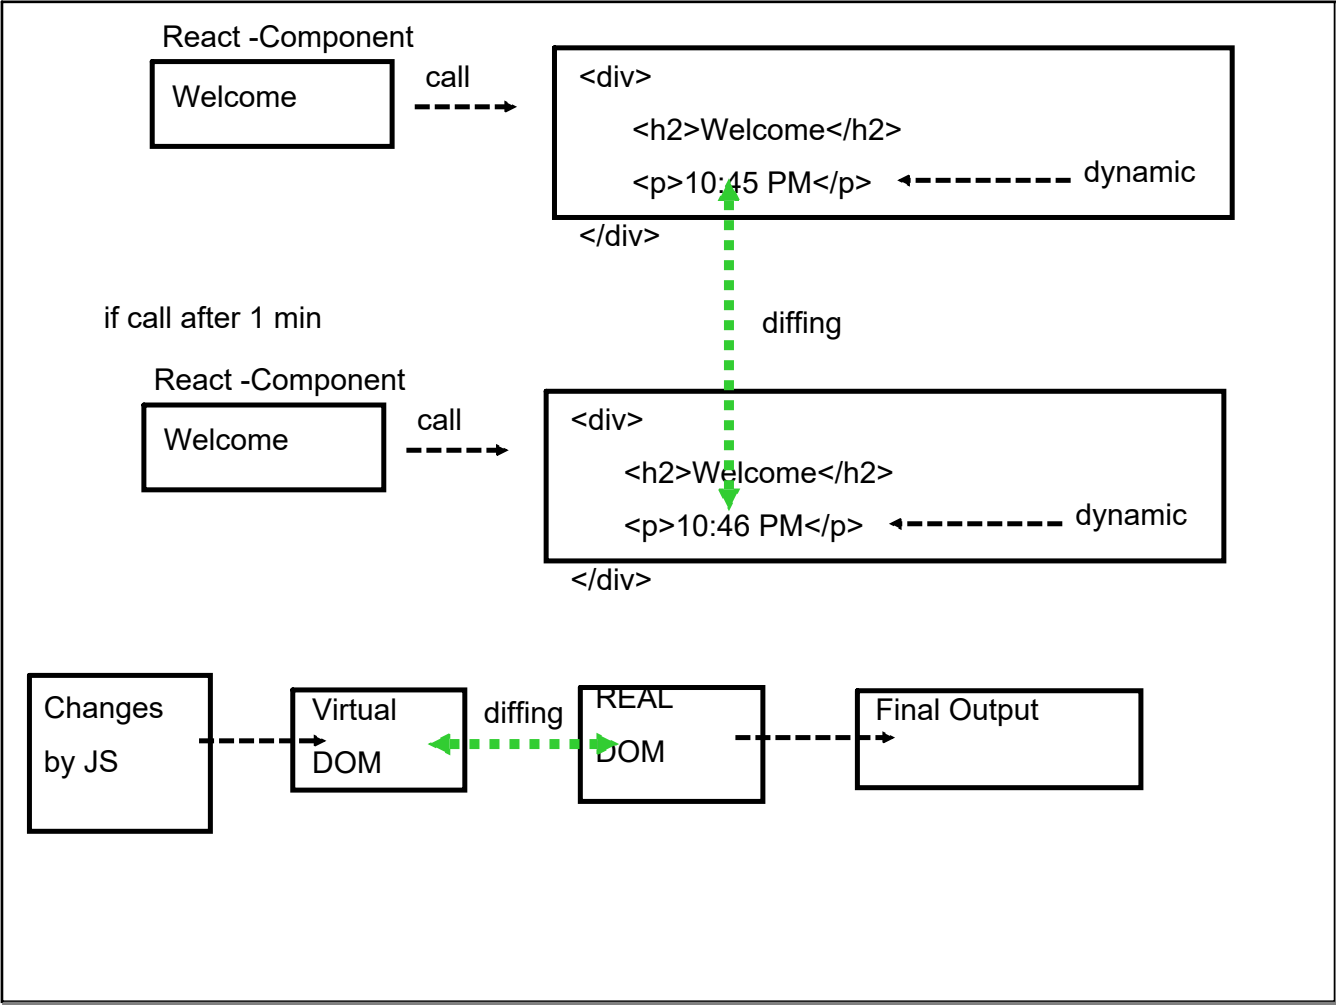 React -Component
Welcome
call
<div>
<h2>Welcome</h2>
<p>10:45 PM</p>
dynamic
</div>
diffing
if call after 1 min
React -Component
Welcome
call
<div>
<h2>Welcome</h2>
<p>10:46 PM</p>
dynamic
</div>
Changes
by JS
Virtual
DOM
diffing
REAL
DOM
Final Output